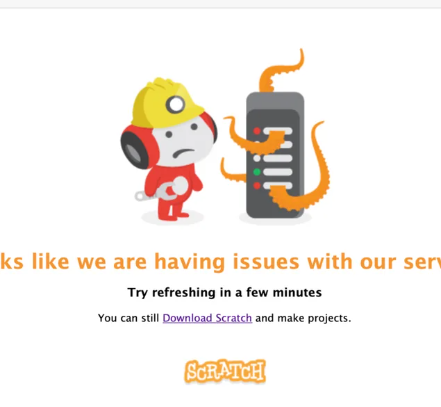 ks like we are having issues with our serv
Try refreshing in a few minutes
You can still Download Scratch and make projects.
SCRATCH